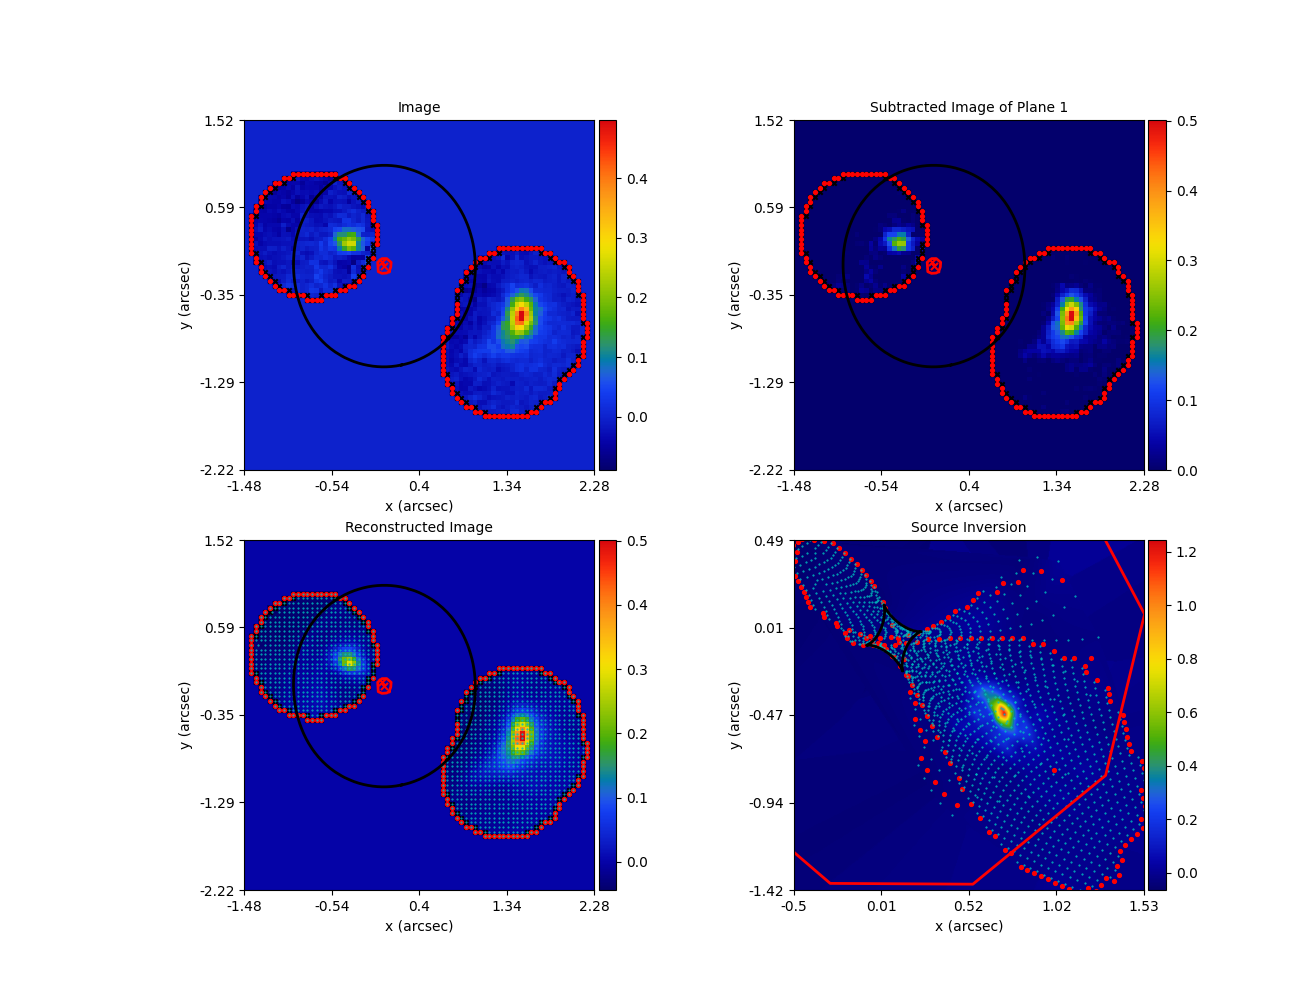 Image
1.52
0.59
-0.35
-1.29
-2.22
y (arcsec)
-1.48 -0.54 0.4 1.34 2.28
x (arcsec)
0.4
0.3
0.2
0.1
0.0
Subtracted Image of Plane 1
1.52
0.59
-0.35
-1.29
-2.22
y (arcsec)
-1.48 -0.54 0.4 1.34 2.28
x (arcsec)
0.5
0.4
0.3
0.2
0.1
0.0
Reconstructed Image
1.52
0.59
-0.35
-1.29
-2.22
y (arcsec)
-1.48 -0.54 0.4 1.34 2.28
x (arcsec)
0.5
0.4
0.3
0.2
0.1
0.0
Source Inversion
0.49
0.01
-0.47
-0.94
-1.42
y (arcsec)
-0.5 0.01 0.52 1.02 1.53
x (arcsec)
1.2
1.0
0.8
0.6
0.4
0.2
0.0